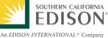 SOUTHERN CALIFORNIA
EDISON®
An EDISON INTERNATIONAL® Company